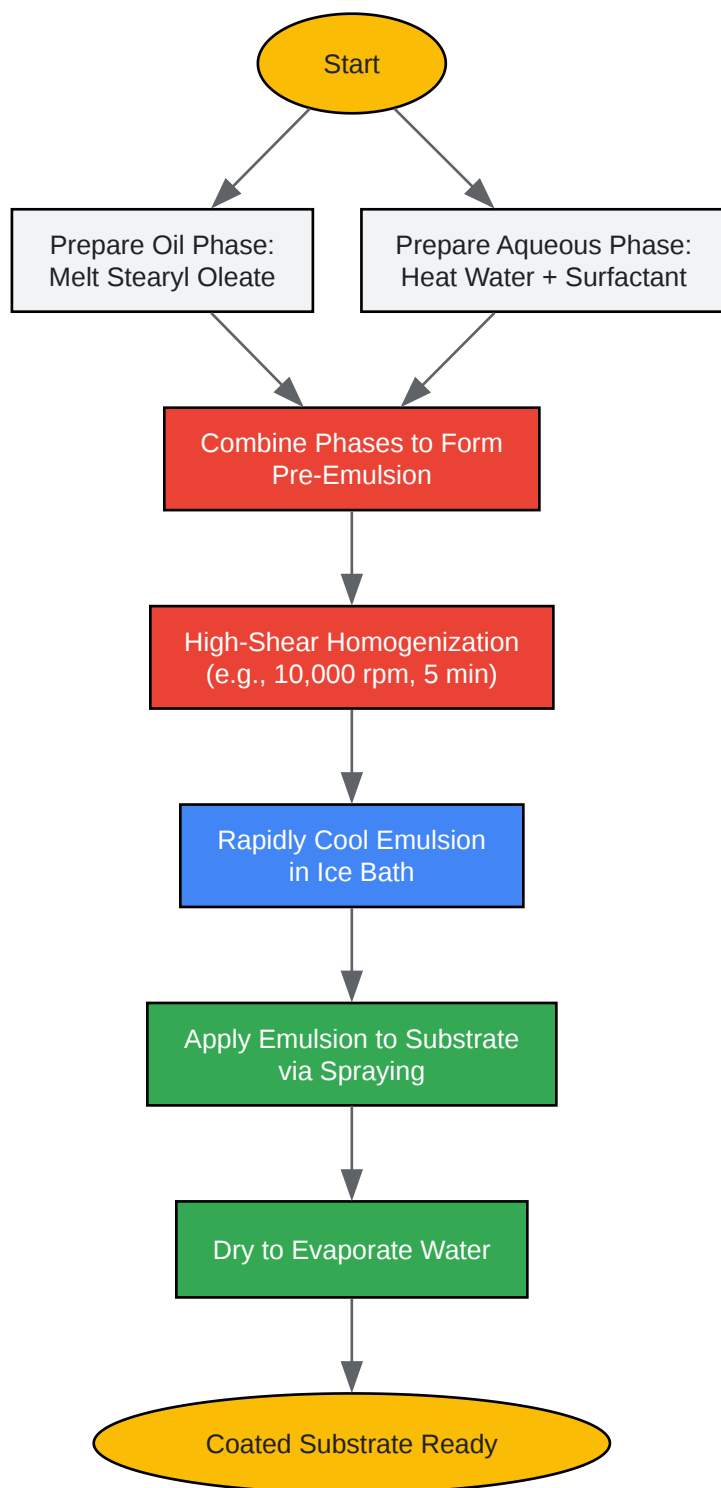 Start
Prepare Oil Phase:
Melt Stearyl Oleate
Prepare Aqueous Phase:
Heat Water + Surfactant
Combine Phases to Form
Pre-Emulsion
High-Shear Homogenization
(e.g., 10,000 rpm, 5 min)
Rapidly Cool Emulsion
in Ice Bath
Apply Emulsion to Substrate
via Spraying
Dry to Evaporate Water
Coated Substrate Ready